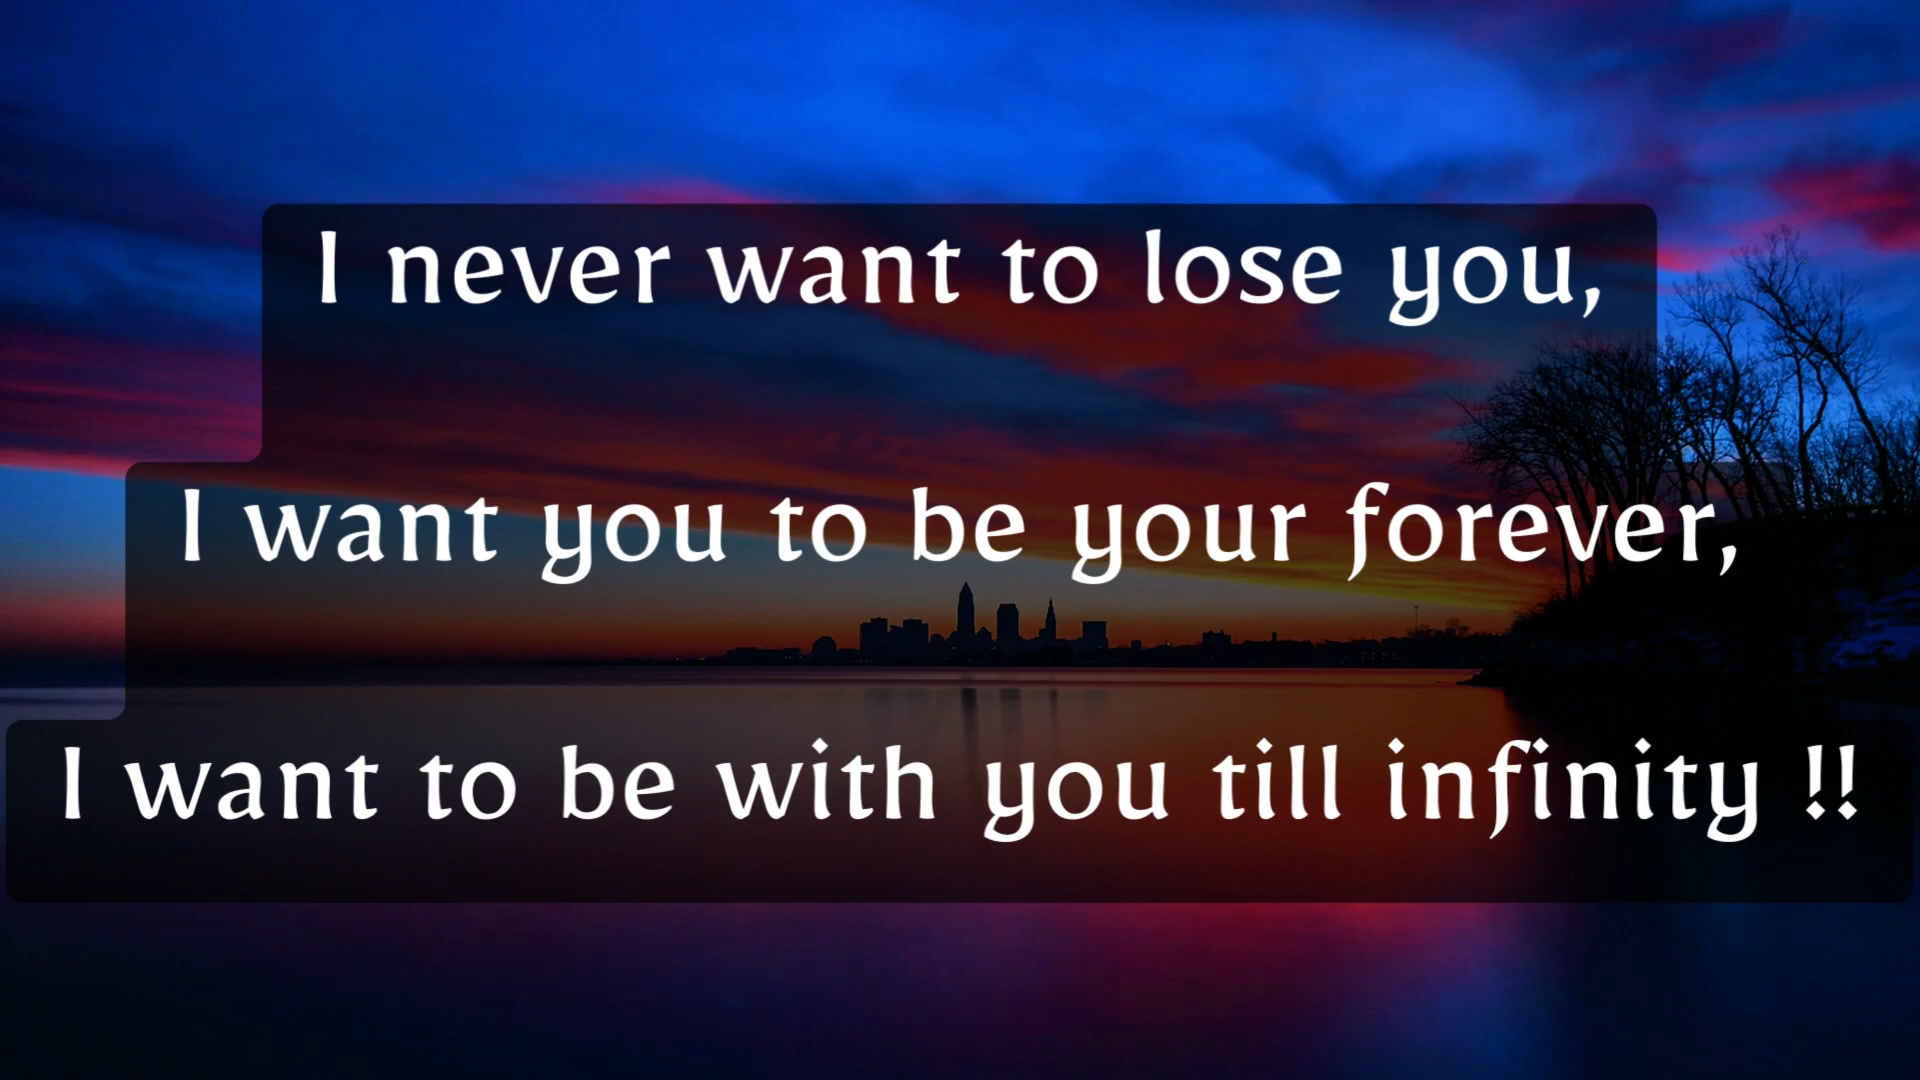 I never want to lose you,
I want you to be your forever,
I want to be with you till infinity !!